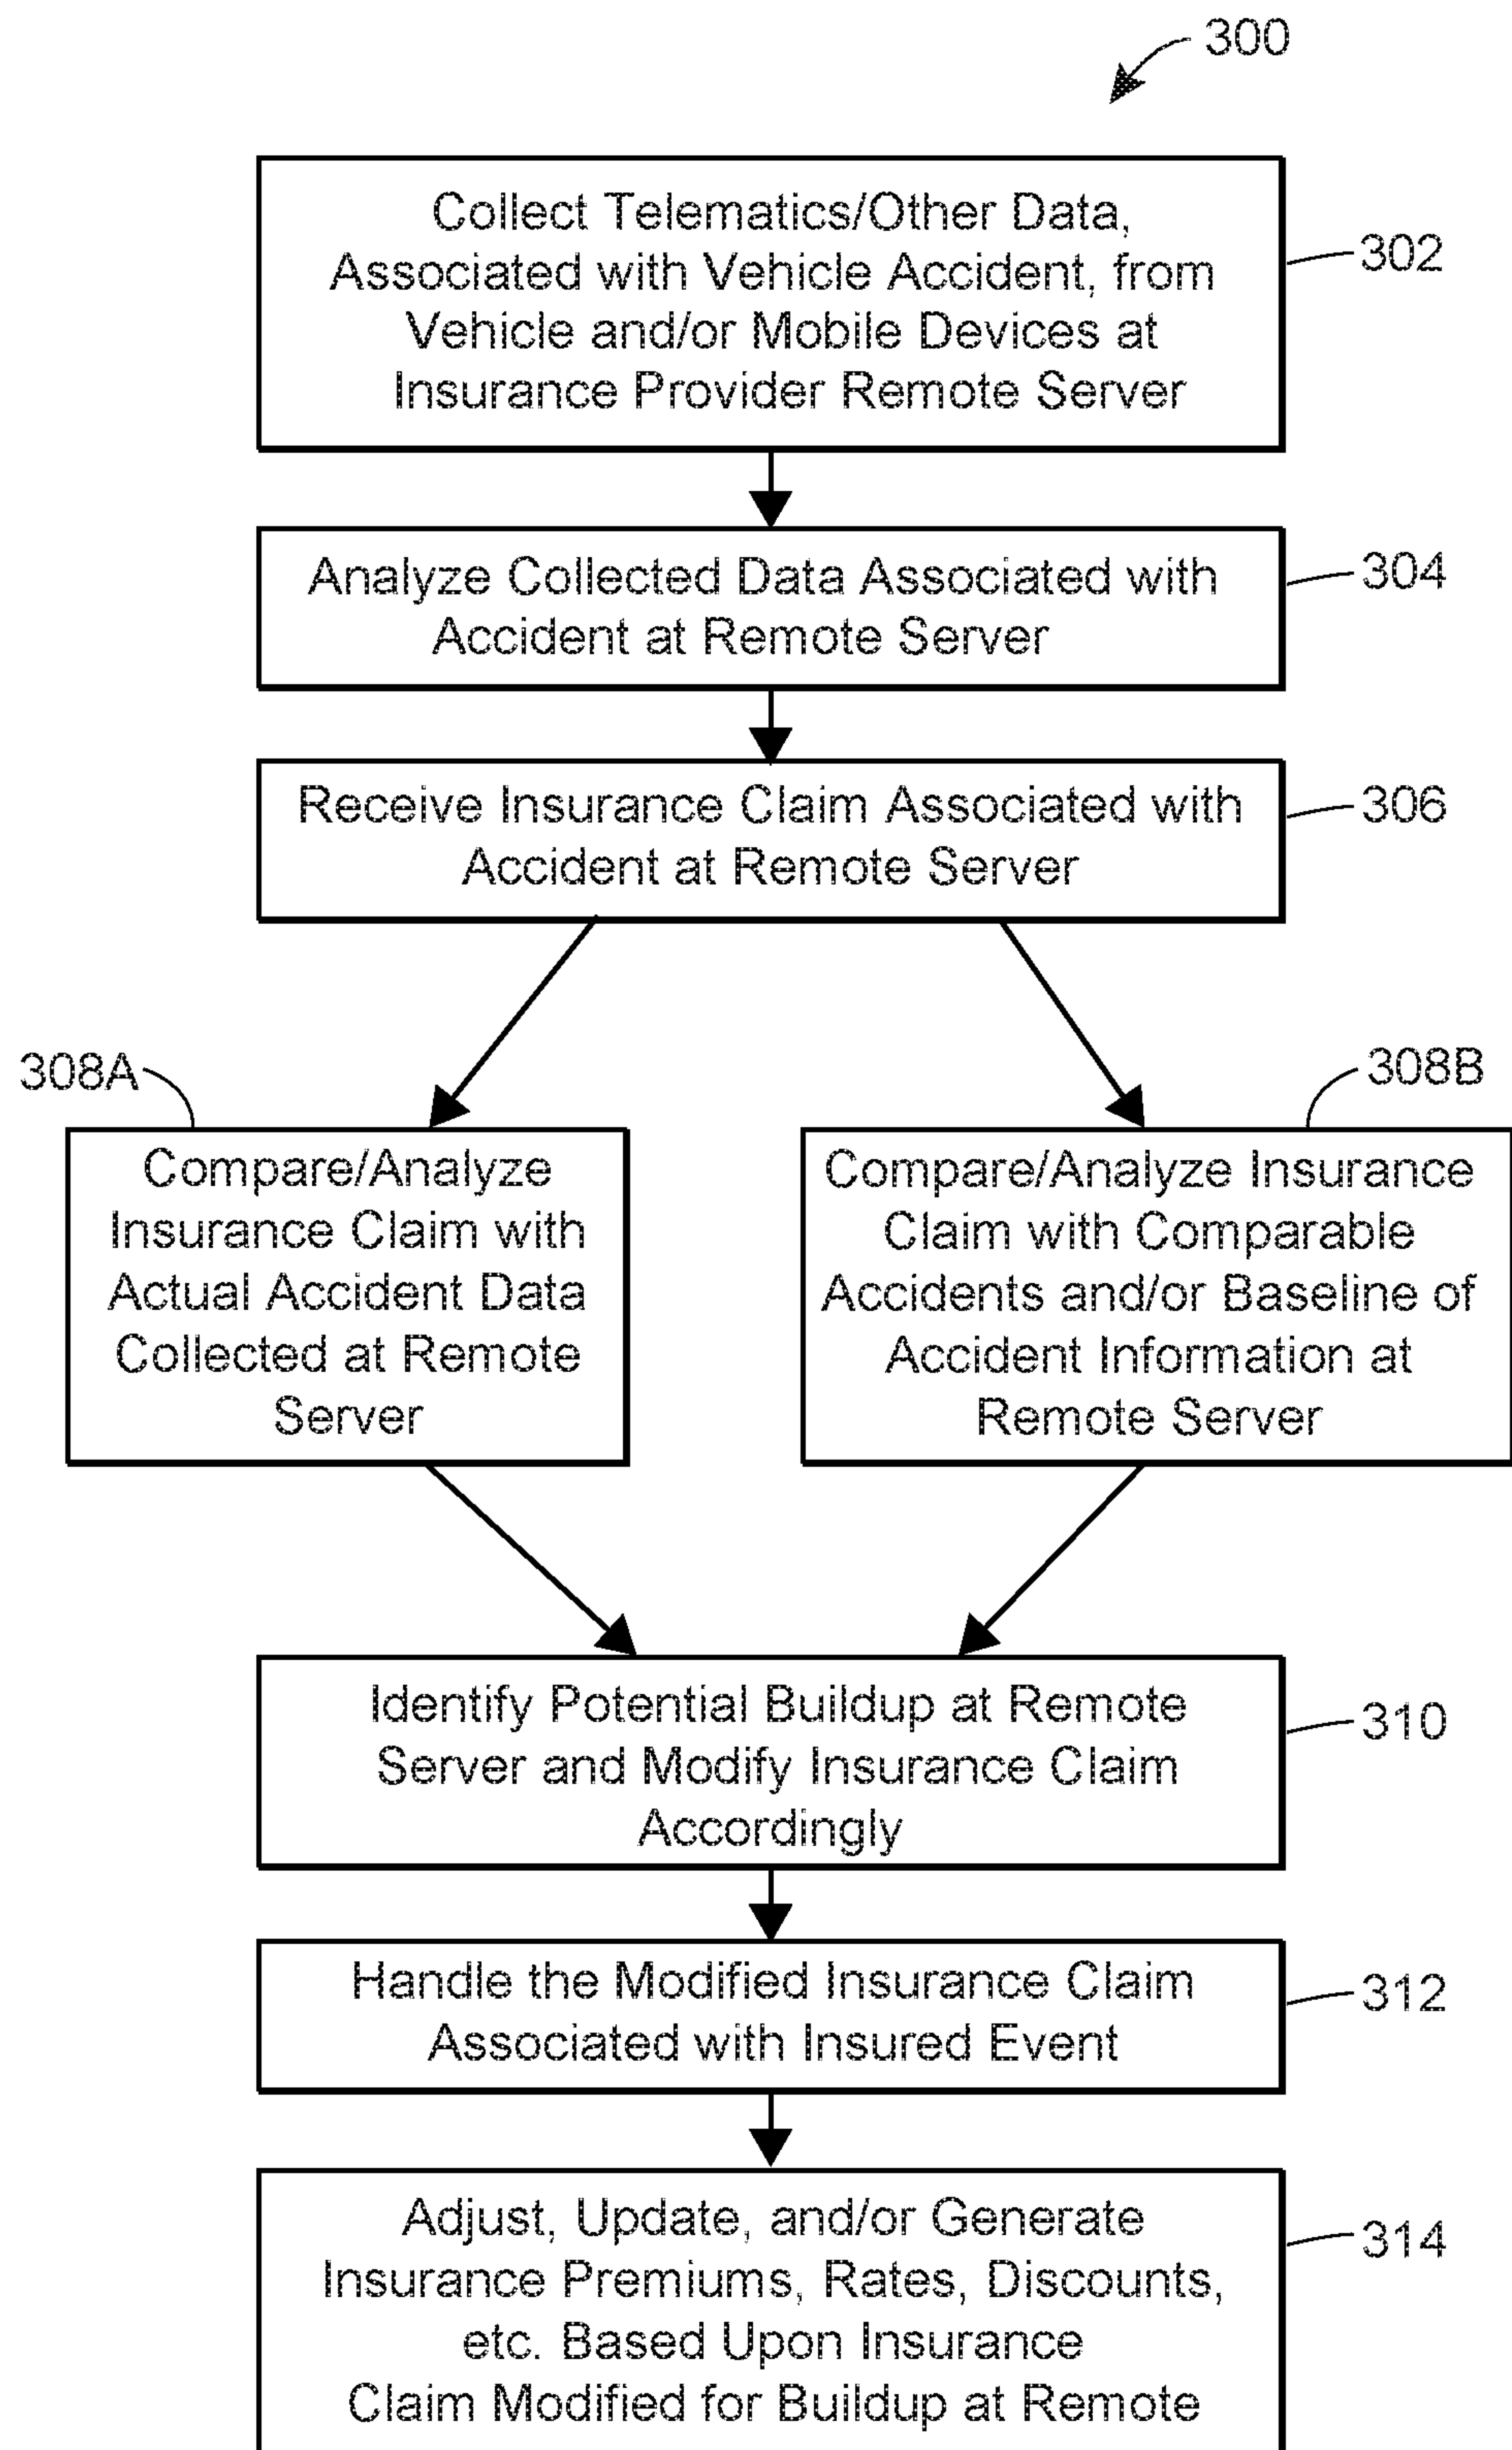 300
Collect Telematics/Other Data,
Associated with Vehicle Accident, from
Vehicle and/or Mobile Devices at
Insurance Provider Remote Server
302
Analyze Collected Data Associated with
Accident at Remote Server
304
Receive Insurance Claim Associated with
Accident at Remote Server
306
308A
Compare/Analyze
Insurance Claim with
Actual Accident Data
Collected at Remote
Server
308B
Compare/Analyze Insurance
Claim with Comparable
Accidents and/or Baseline of
Accident Information at
Remote Server
Identify Potential Buildup at Remote
Server and Modify Insurance Claim
Accordingly
310
Handle the Modified Insurance Claim
Associated with Insured Event
312
Adjust, Update, and/or Generate
Insurance Premiums, Rates, Discounts,
etc. Based Upon Insurance
Claim Modified for Buildup at Remote
314